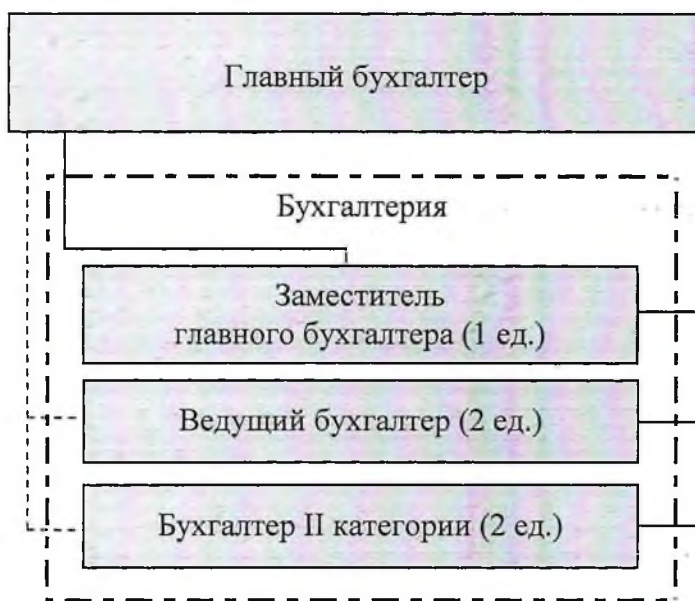 Главный бухгалтер
Бухгалтерия
Заместитель
главного бухгалтера (1 ед.)
Ведущий бухгалтер (2 ед.)
Бухгалтер II категории (2 ед.)